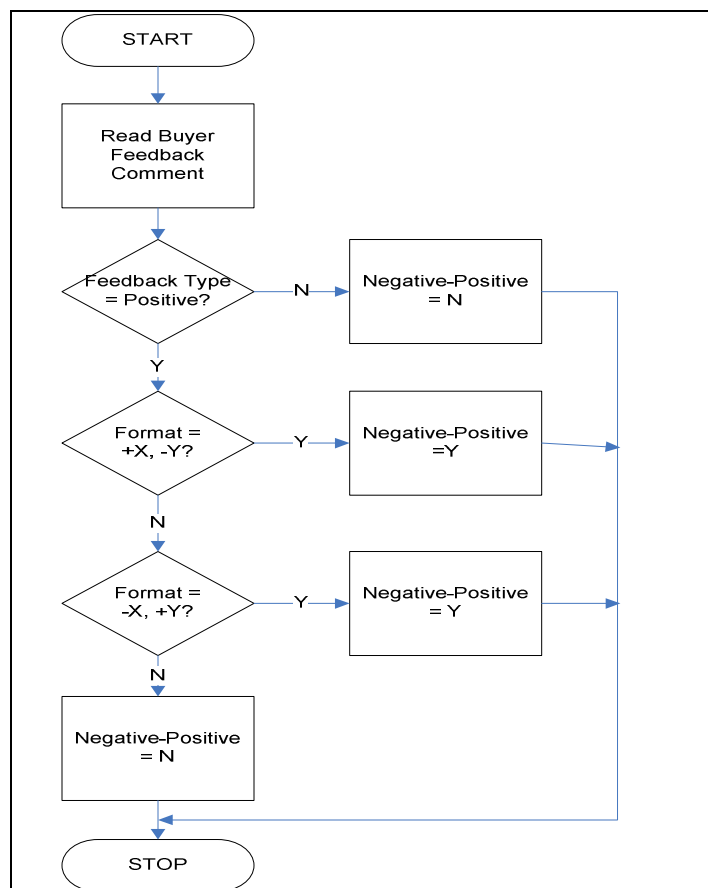 START
Read Buyer
Feedback
Comment
Feedback Type
= Positive?
N
Negative-Positive
= N
Y
Format =
+X, -Y?
Y
Negative-Positive
=Y
N
Format =
-X, +Y?
Y
Negative-Positive
= Y
N
Negative-Positive
= N
STOP